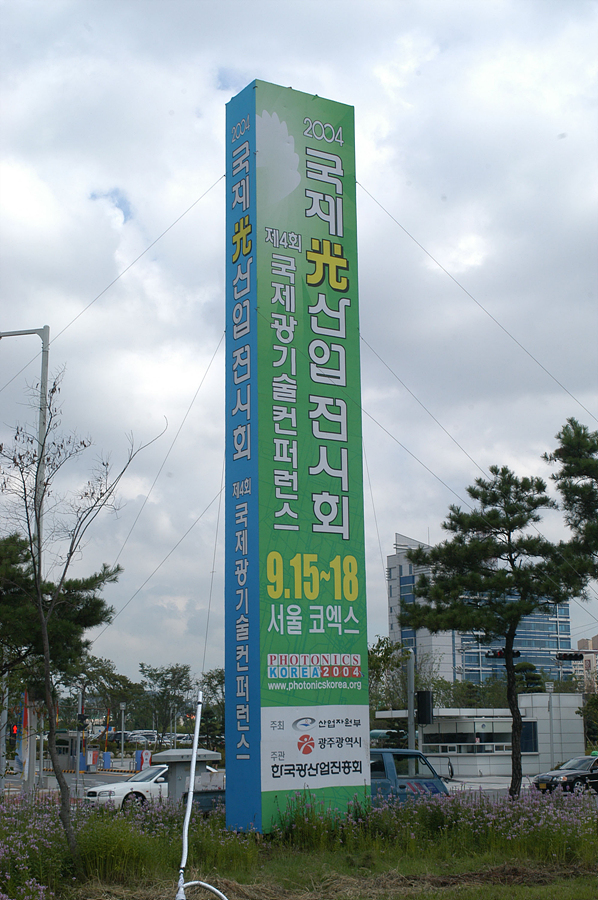 2004 국제光산업전시회
제4회 국제광기술컨퍼런스
2004
국제光산업전시회
제4회
국제광기술컨퍼런스
9.15~18
서울 코엑스
PHOTONICS
KOREA 2004
www.photonicskorea.org
주최 산업자원부
광주광역시
주관 한국광산업진흥회